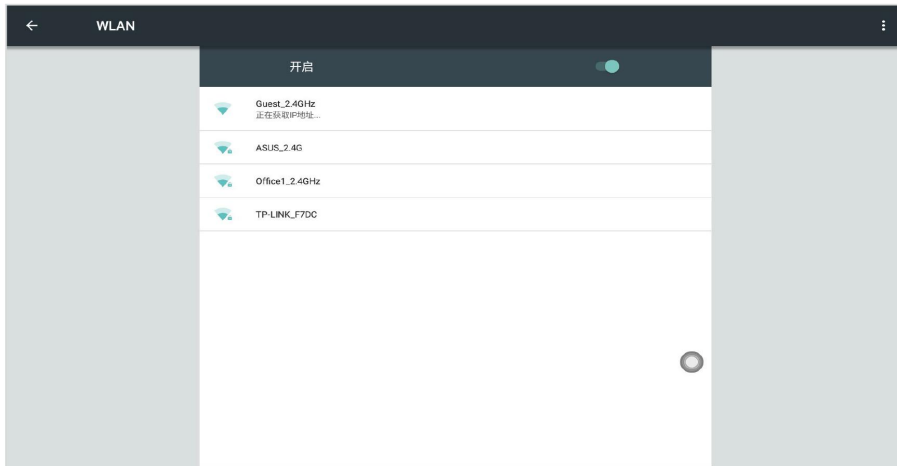 WLAN
开启
Guest_2.4GHz
正在获取IP地址...
ASUS_2.4G
Office1_2.4GHz
TP-LINK_F7DC